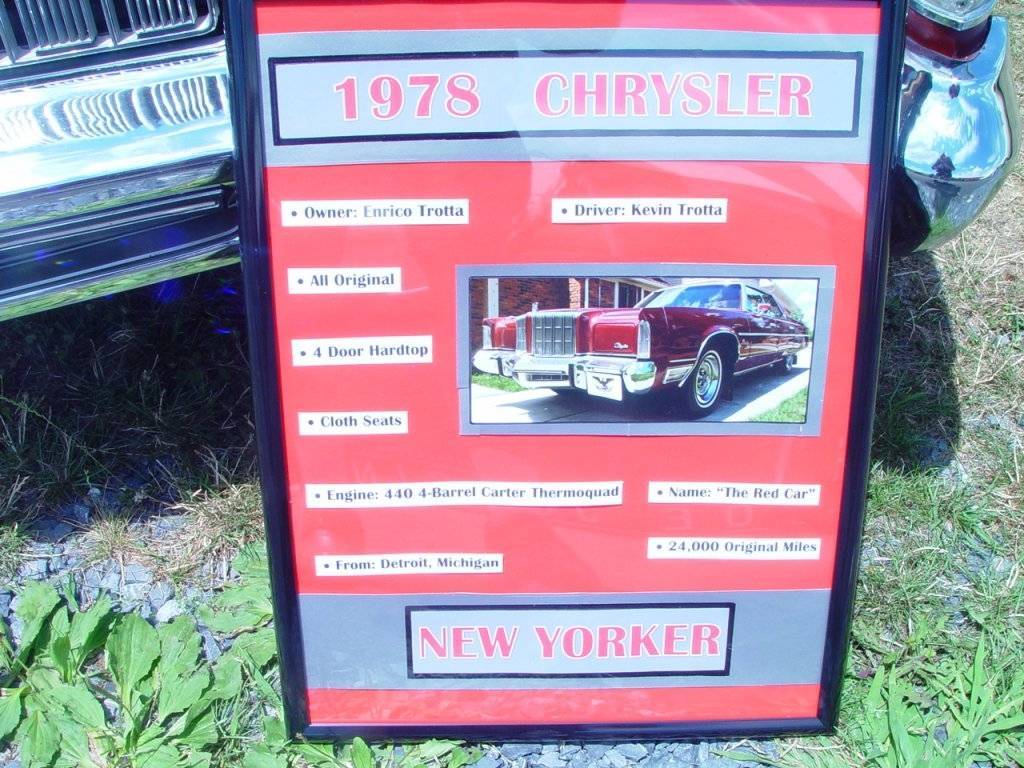 1978 CHRYSLER
• Owner: Enrico Trotta
• Driver: Kevin Trotta
• All Original
• 4 Door Hardtop
• Cloth Seats
• Engine: 440 4-Barrel Carter Thermoquad
• Name: "The Red Car"
• 24,000 Original Miles
• From: Detroit, Michigan
NEW YORKER